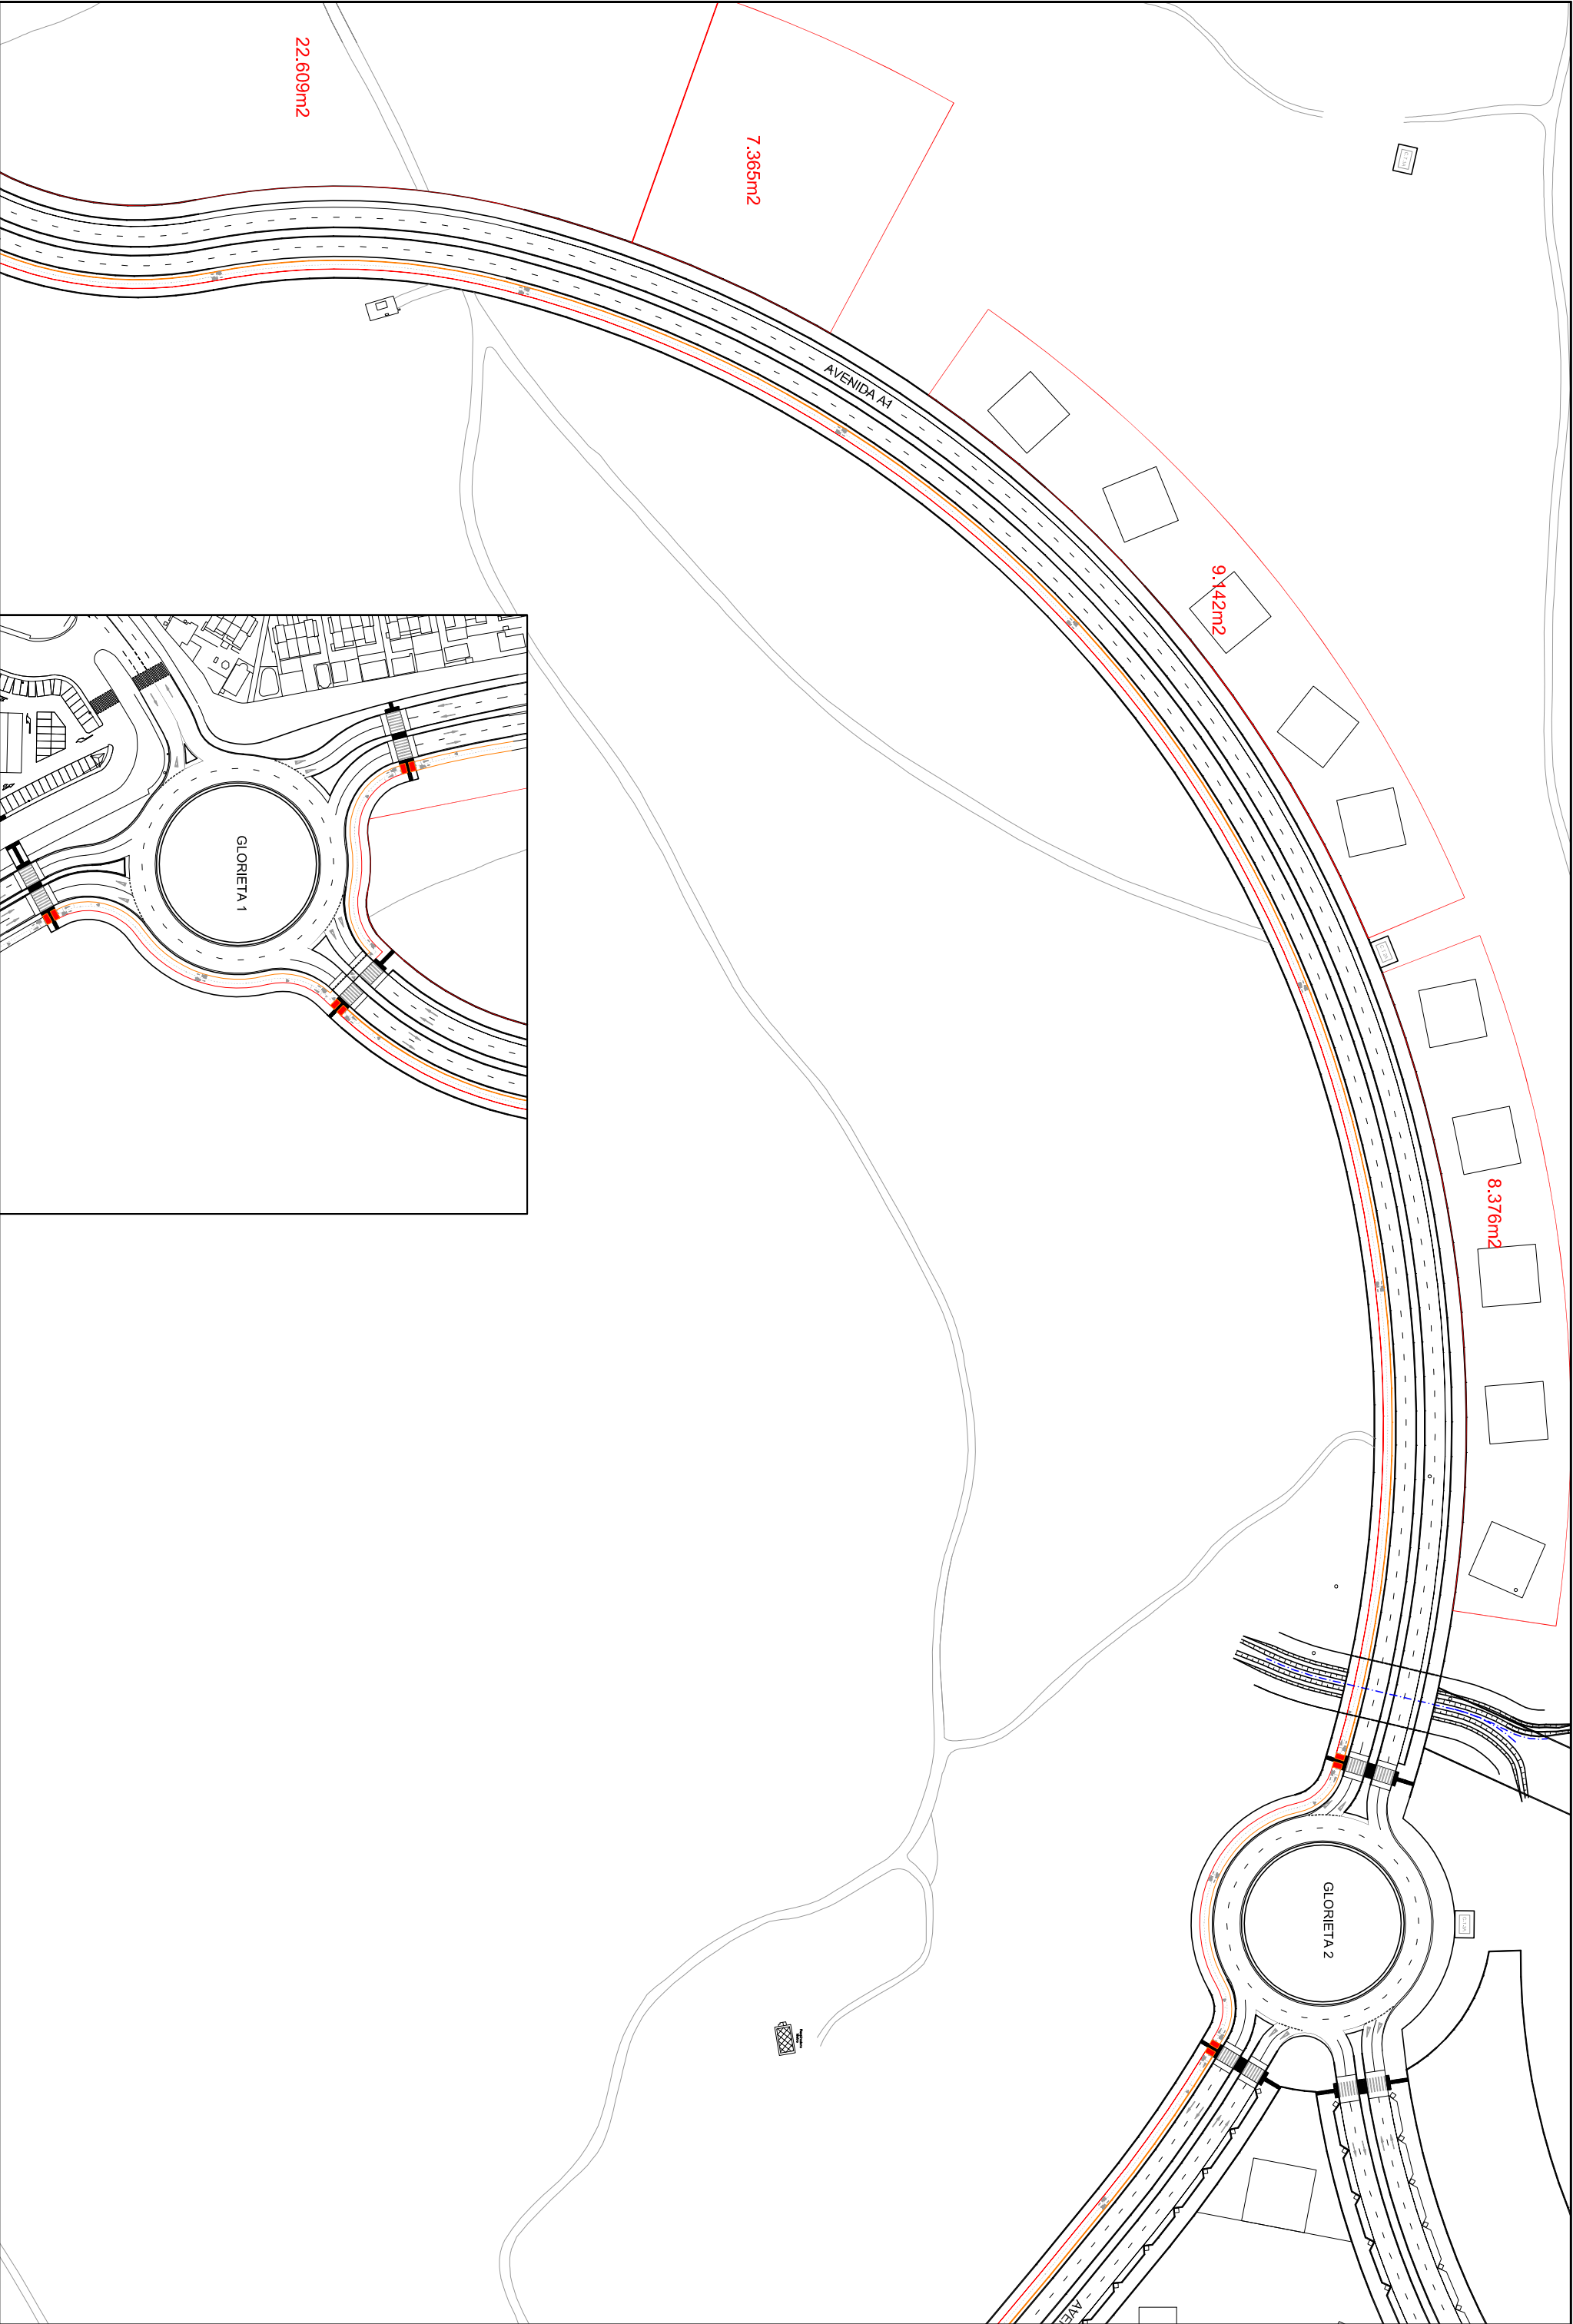 22.609m2
7.365m2
AVENIDA A1
9.142m2
8.376m2
GLORIETA 1
GLORIETA 2